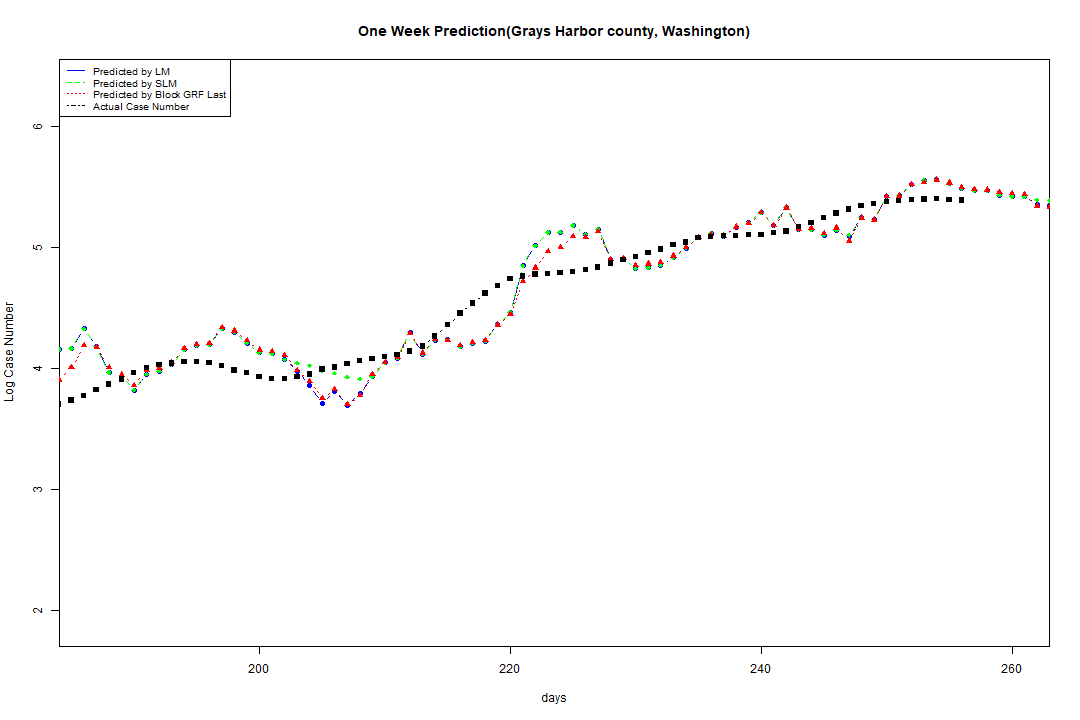 One Week Prediction(Grays Harbor county, Washington)
Predicted by LM
Predicted by SLM
Predicted by Block GRF Last
Actual Case Number
Log Case Number
6
5
4
3
2
200
220
240
260
days